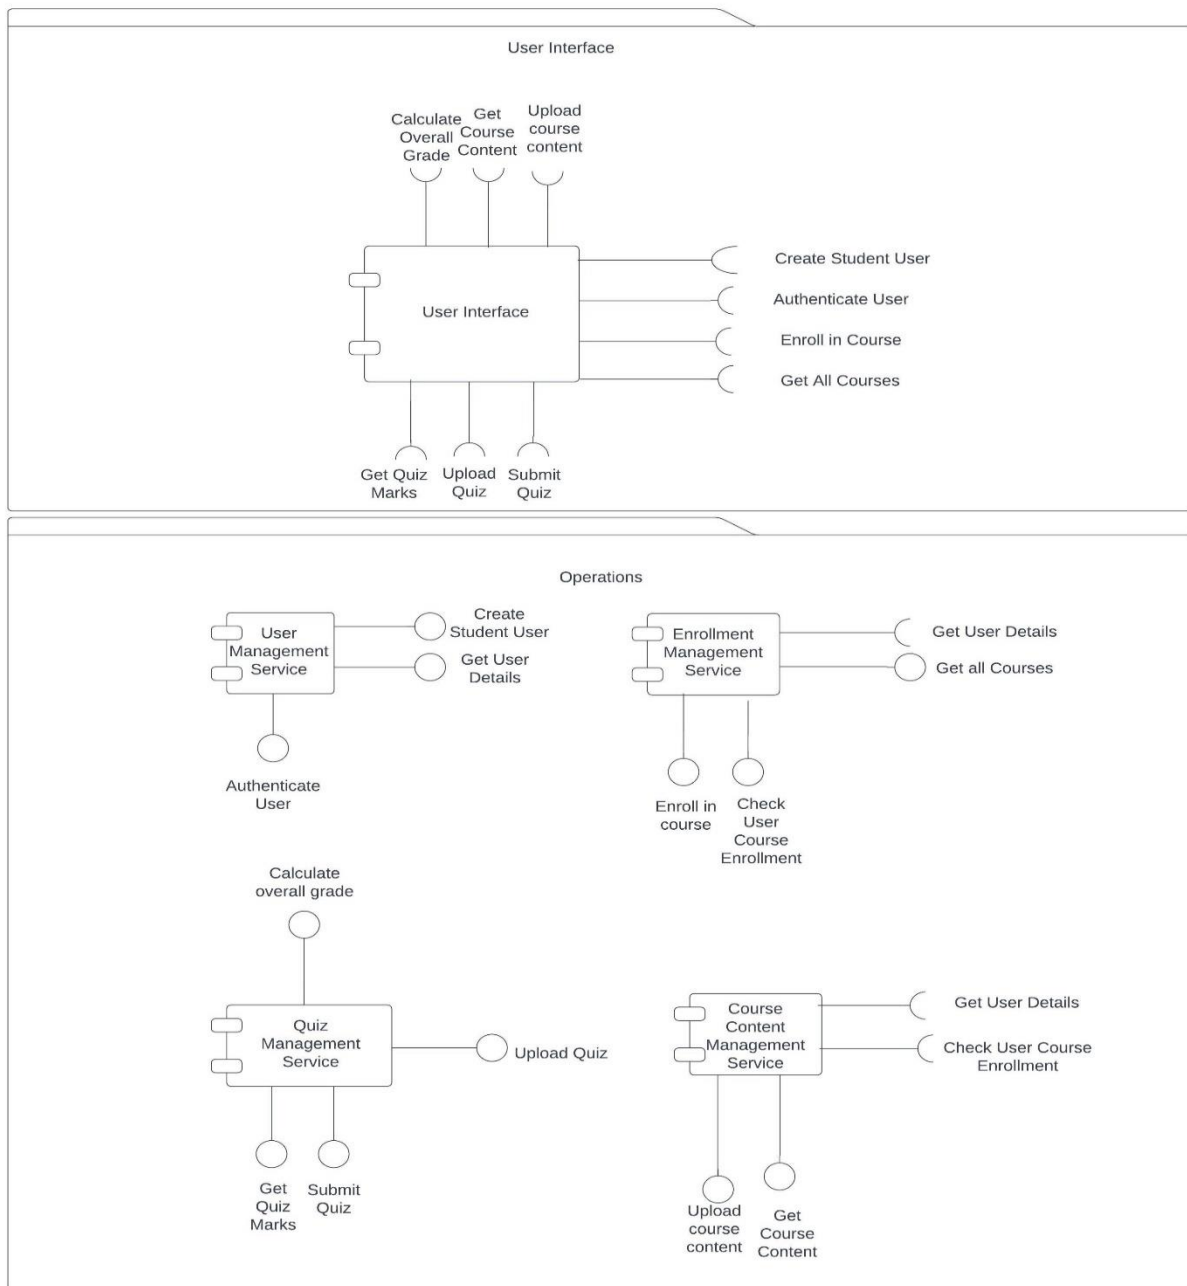 User Interface
Calculate
Overall
Grade
Get
Course
Content
Upload
course
content
Create Student User
Authenticate User
Enroll in Course
Get All Courses
User Interface
Get Quiz
Marks
Upload
Quiz
Submit
Quiz
Operations
User
Management
Service
Create
Student User
Get User
Details
Authenticate
User
Enrollment
Management
Service
Get User Details
Get all Courses
Enroll in
course
Check
User
Course
Enrollment
Calculate
overall grade
Quiz
Management
Service
Upload Quiz
Get
Quiz
Marks
Submit
Quiz
Course
Content
Management
Service
Get User Details
Check User Course
Enrollment
Upload
course
content
Get
Course
Content